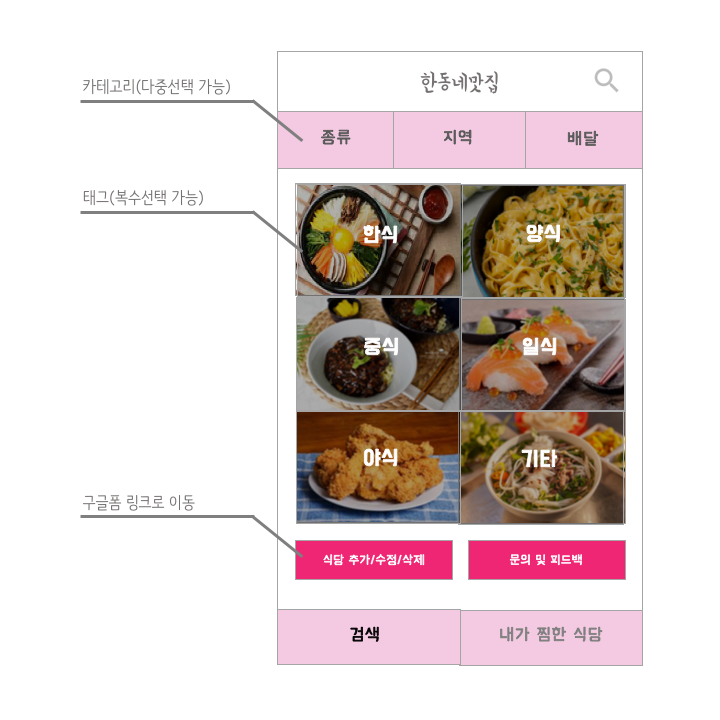 카테고리(다중선택 가능)
한동네맛집
종류
지역
배달
태그(복수선택 가능)
한식
양식
중식
일식
야식
기타
구글폼 링크로 이동
식당 추가/수정/삭제
문의 및 피드백
검색
내가 찜한 식당